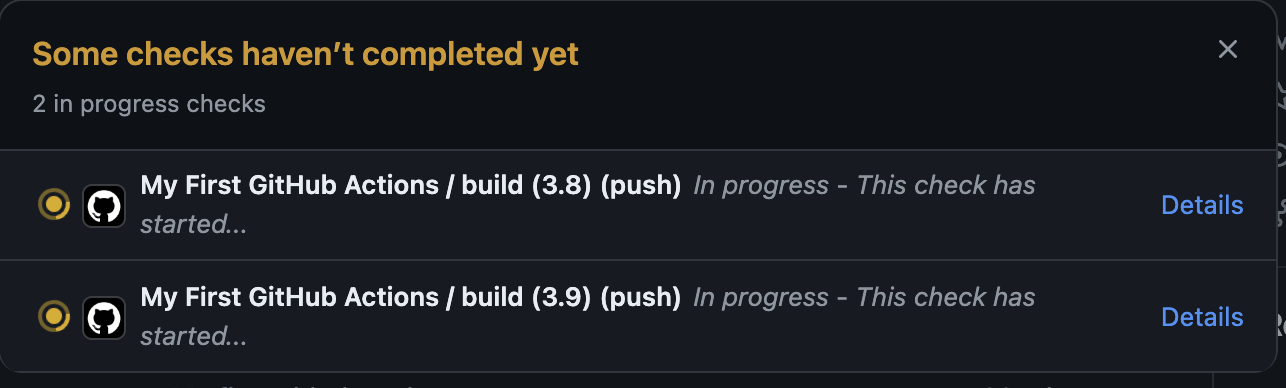 Some checks haven’t completed yet
2 in progress checks
My First GitHub Actions / build (3.8) (push) In progress - This check has
started...
Details
My First GitHub Actions / build (3.9) (push) In progress - This check has
started...
Details